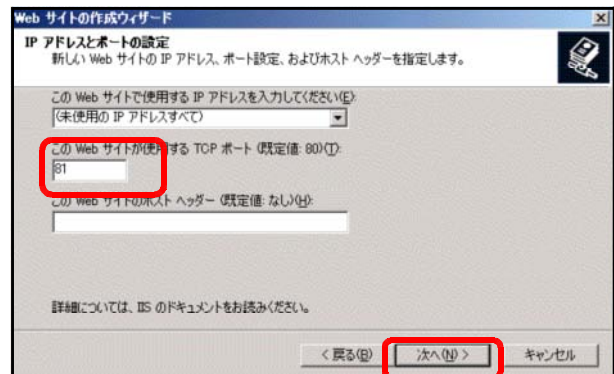 Web サイトの作成ウィザード
IP アドレスとポートの設定
新しい Web サイトの IP アドレス、ポート設定、およびホスト ヘッダーを指定します。
この Web サイトで使用する IP アドレスを入力してください(E):
(未使用の IP アドレスすべて)
この Web サイトが使用する TCP ポート (既定値: 80)(T):
81
この Web サイトのホスト ヘッダー (既定値: なし)(H):
詳細については、IIS のドキュメントをお読みください。
< 戻る(B)
次へ(N) >
キャンセル